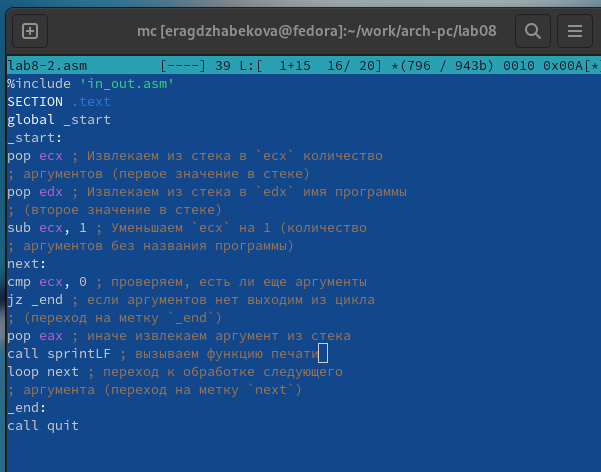 mc [eragdzhabekova@fedora]:~/work/arch-pc/lab08
lab8-2.asm [----] 39 L:[ 1+15 16/ 20] *(796 / 943b) 0010 0x00A[*]
%include 'in_out.asm'
SECTION .text
global _start
_start:
pop ecx ; Извлекаем из стека в `ecx` количество
; аргументов (первое значение в стеке)
pop edx ; Извлекаем из стека в `edx` имя программы
; (второе значение в стеке)
sub ecx, 1 ; Уменьшаем `ecx` на 1 (количество
; аргументов без названия программы)
next:
cmp ecx, 0 ; проверяем, есть ли еще аргументы
jz _end ; если аргументов нет выходим из цикла
; (переход на метку `_end`)
pop eax ; иначе извлекаем аргумент из стека
call sprintLF ; вызываем функцию печати
loop next ; переход к обработке следующего
; аргумента (переход на метку `next`)
_end:
call quit